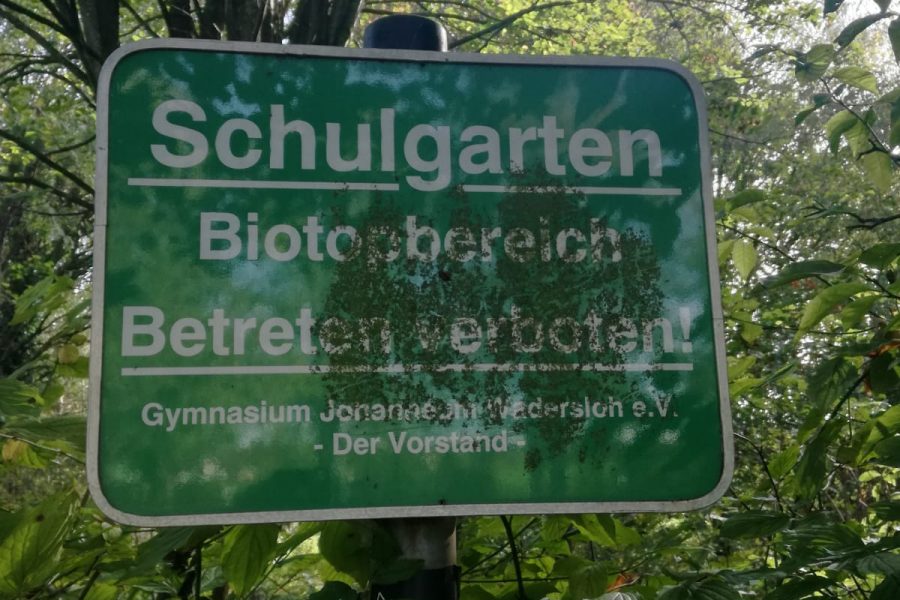 Schulgarten
Biotopbereich
Betreten verboten!
Gymnasium Johanneum Wadersloh e.V.
- Der Vorstand -